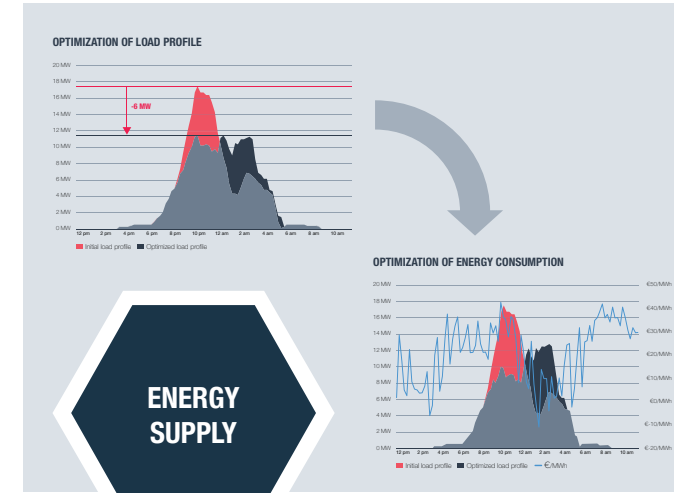 OPTIMIZATION OF LOAD PROFILE
20 MW
18 MW
16 MW
-6 MW
14 MW
12 MW
10 MW
8 MW
6 MW
4 MW
2 MW
0 MW
12 pm 2 pm 4 pm 6 pm 8 pm 10 pm 12 am 2 am 4 am 6 am 8 am 10 am
Initial load profile Optimized load profile
OPTIMIZATION OF ENERGY CONSUMPTION
20 MW €50/MWh
18 MW €40/MWh
16 MW
14 MW €30/MWh
12 MW €20/MWh
10 MW
8 MW €10/MWh
6 MW €0/MWh
4 MW
2 MW €-10/MWh
0 MW €-20/MWh
12 pm 2 pm 4 pm 6 pm 8 pm 10 pm 12 am 2 am 4 am 6 am 8 am 10 am
Initial load profile Optimized load profile €/MWh
ENERGY
SUPPLY